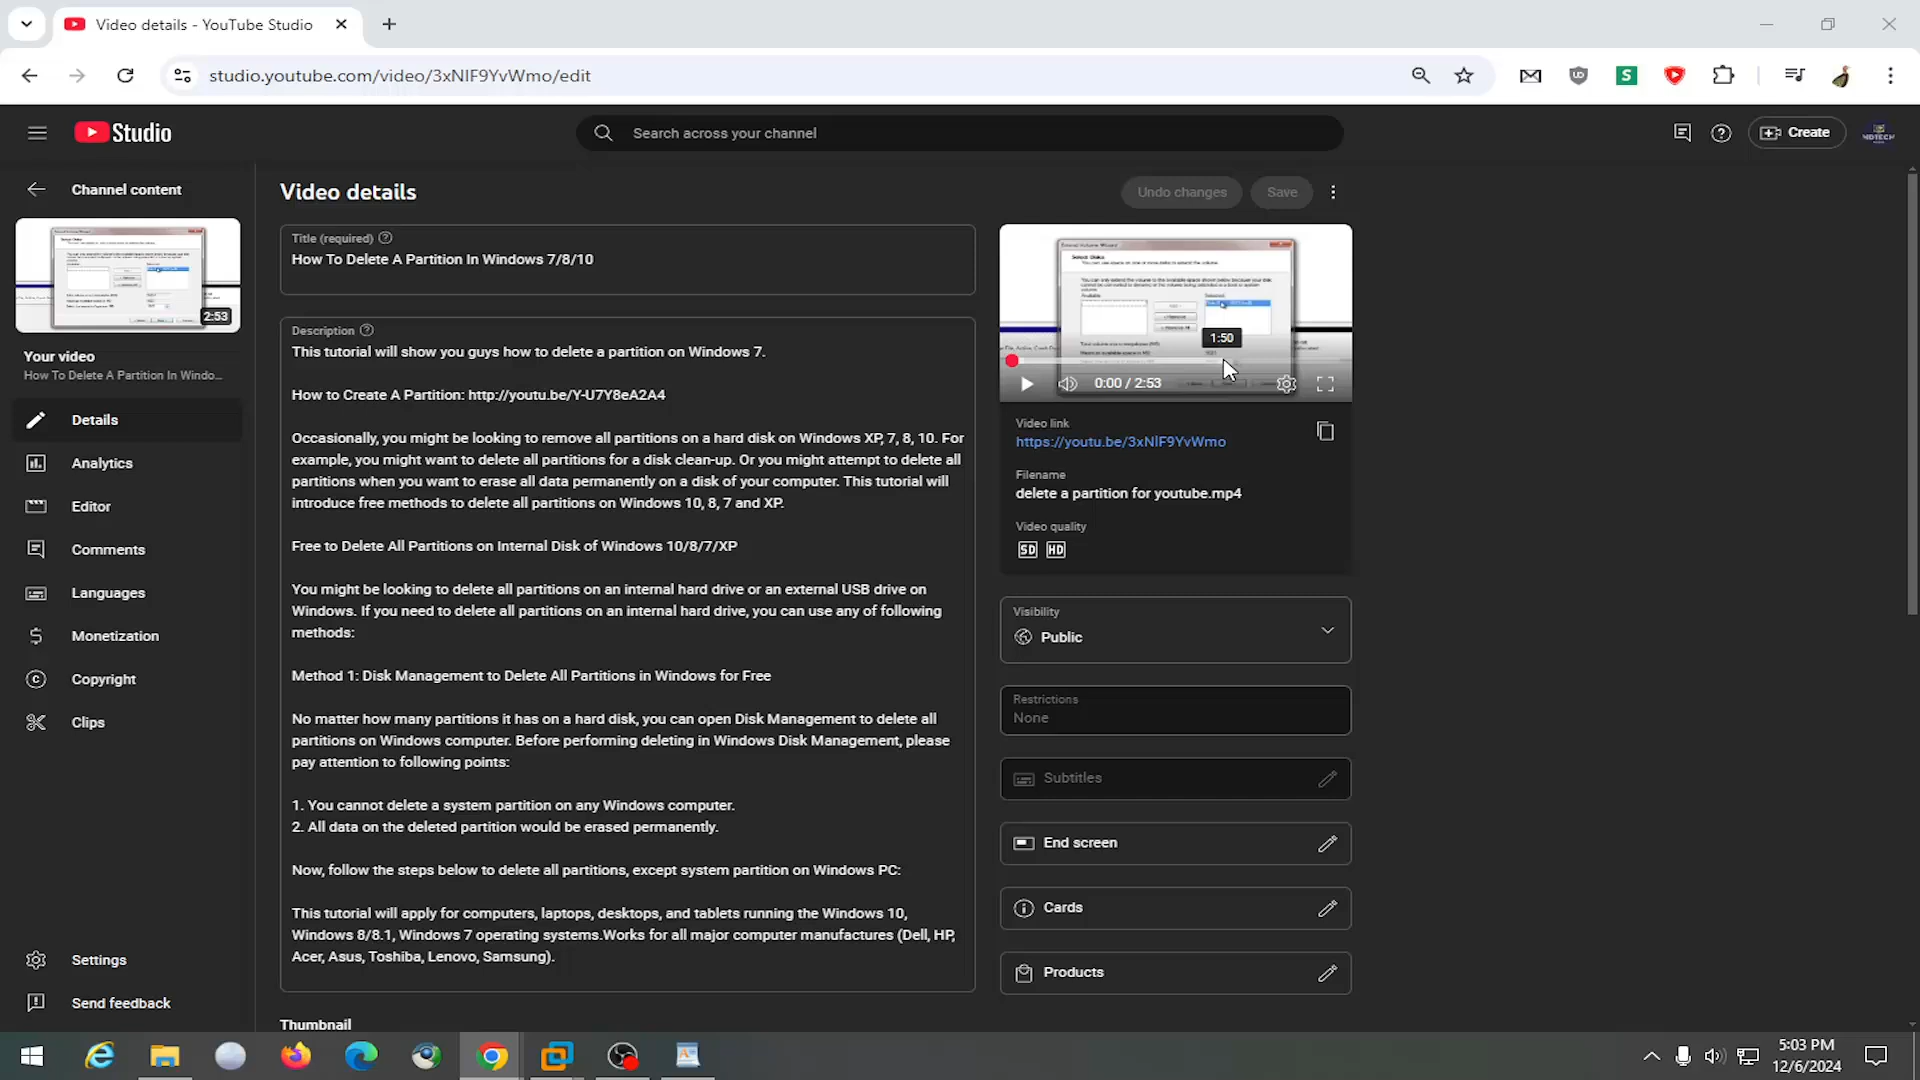 Video details - YouTube Studio
studio.youtube.com/video/3xNlF9YvWmo/edit
Studio
Search across your channel
Create
Channel content
Video details
Undo changes
Save
2:53
Your video
How To Delete A Partition In Windo...
Details
Analytics
Editor
Comments
Languages
Monetization
Copyright
Clips
Settings
Send feedback
Title (required)
How To Delete A Partition In Windows 7/8/10
Description
This tutorial will show you guys how to delete a partition on Windows 7.
How to Create A Partition: http://youtu.be/Y-U7Y8eA2A4
Occasionally, you might be looking to remove all partitions on a hard disk on Windows XP, 7, 8, 10. For
example, you might want to delete all partitions for a disk clean-up. Or you might attempt to delete all
partitions when you want to erase all data permanently on a disk of your computer. This tutorial will
introduce free methods to delete all partitions on Windows 10, 8, 7 and XP.
Free to Delete All Partitions on Internal Disk of Windows 10/8/7/XP
You might be looking to delete all partitions on an internal hard drive or an external USB drive on
Windows. If you need to delete all partitions on an internal hard drive, you can use any of following
methods:
Method 1: Disk Management to Delete All Partitions in Windows for Free
No matter how many partitions it has on a hard disk, you can open Disk Management to delete all
partitions on Windows computer. Before performing deleting in Windows Disk Management, please
pay attention to following points:
1. You cannot delete a system partition on any Windows computer.
2. All data on the deleted partition would be erased permanently.
Now, follow the steps below to delete all partitions, except system partition on Windows PC:
This tutorial will apply for computers, laptops, desktops, and tablets running the Windows 10,
Windows 8/8.1, Windows 7 operating systems.Works for all major computer manufactures (Dell, HP,
Acer, Asus, Toshiba, Lenovo, Samsung).
Thumbnail
Select Disks
1:50
0:00 / 2:53
Video link
https://youtu.be/3xNlF9YvWmo
Filename
delete a partition for youtube.mp4
Video quality
SD HD
Visibility
Public
Restrictions
None
Subtitles
End screen
Cards
Products
5:03 PM
12/6/2024